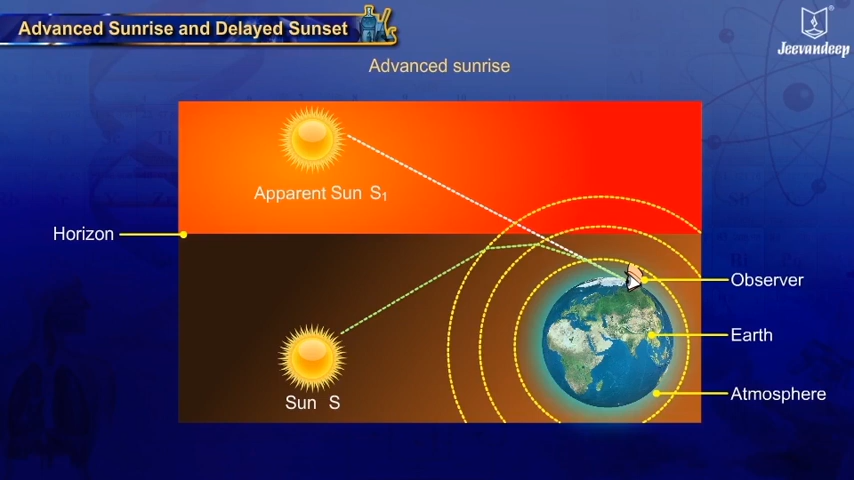 Advanced Sunrise and Delayed Sunset
Jeevandeep
Advanced sunrise
Apparent Sun S₁
Horizon
Observer
Earth
Atmosphere
Sun S